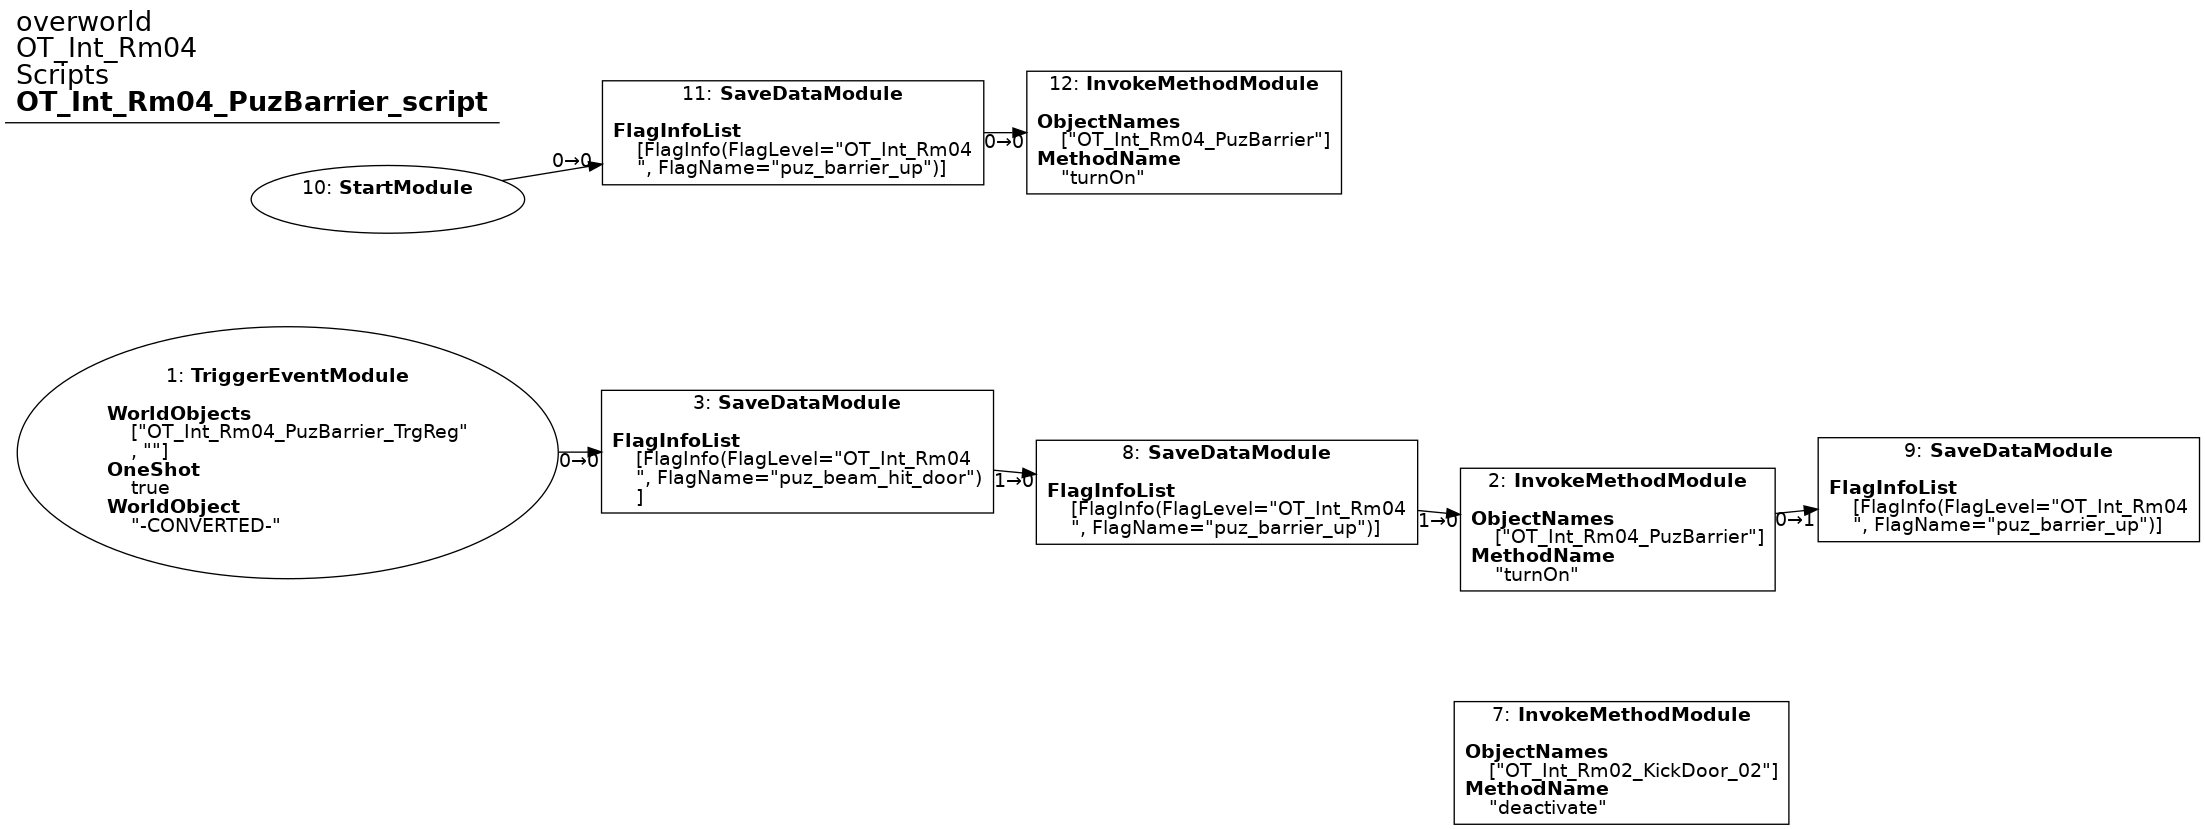 overworld
OT_Int_Rm04
Scripts
OT_Int_Rm04_PuzBarrier_script
10: StartModule
0→0
11: SaveDataModule
FlagInfoList
[FlagInfo(FlagLevel="OT_Int_Rm04
", FlagName="puz_barrier_up")]
0→0
12: InvokeMethodModule
ObjectNames
["OT_Int_Rm04_PuzBarrier"]
MethodName
"turnOn"
1: TriggerEventModule
WorldObjects
["OT_Int_Rm04_PuzBarrier_TrgReg"
, ""]
OneShot
true
WorldObject
"-CONVERTED-"
0→0
3: SaveDataModule
FlagInfoList
[FlagInfo(FlagLevel="OT_Int_Rm04
", FlagName="puz_beam_hit_door")
]
1→0
8: SaveDataModule
FlagInfoList
[FlagInfo(FlagLevel="OT_Int_Rm04
", FlagName="puz_barrier_up")]
1→0
2: InvokeMethodModule
ObjectNames
["OT_Int_Rm04_PuzBarrier"]
MethodName
"turnOn"
0→1
9: SaveDataModule
FlagInfoList
[FlagInfo(FlagLevel="OT_Int_Rm04
", FlagName="puz_barrier_up")]
7: InvokeMethodModule
ObjectNames
["OT_Int_Rm02_KickDoor_02"]
MethodName
"deactivate"